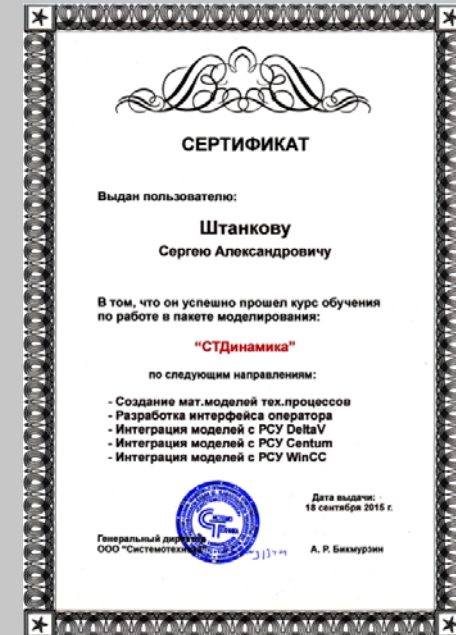 СЕРТИФИКАТ
Выдан пользователю:
Штанкову
Сергею Александровичу
В том, что он успешно прошел курс обучения
по работе в пакете моделирования:
“СТДинамика”
по следующим направлениям:
- Создание мат.моделей тех.процессов
- Разработка интерфейса оператора
- Интеграция моделей с РСУ DeltaV
- Интеграция моделей с РСУ Centum
- Интеграция моделей с РСУ WinCC
Дата выдачи:
18 сентября 2015 г.
Генеральный директор
ООО "Системотехника"
А. Р. Бикмурзин